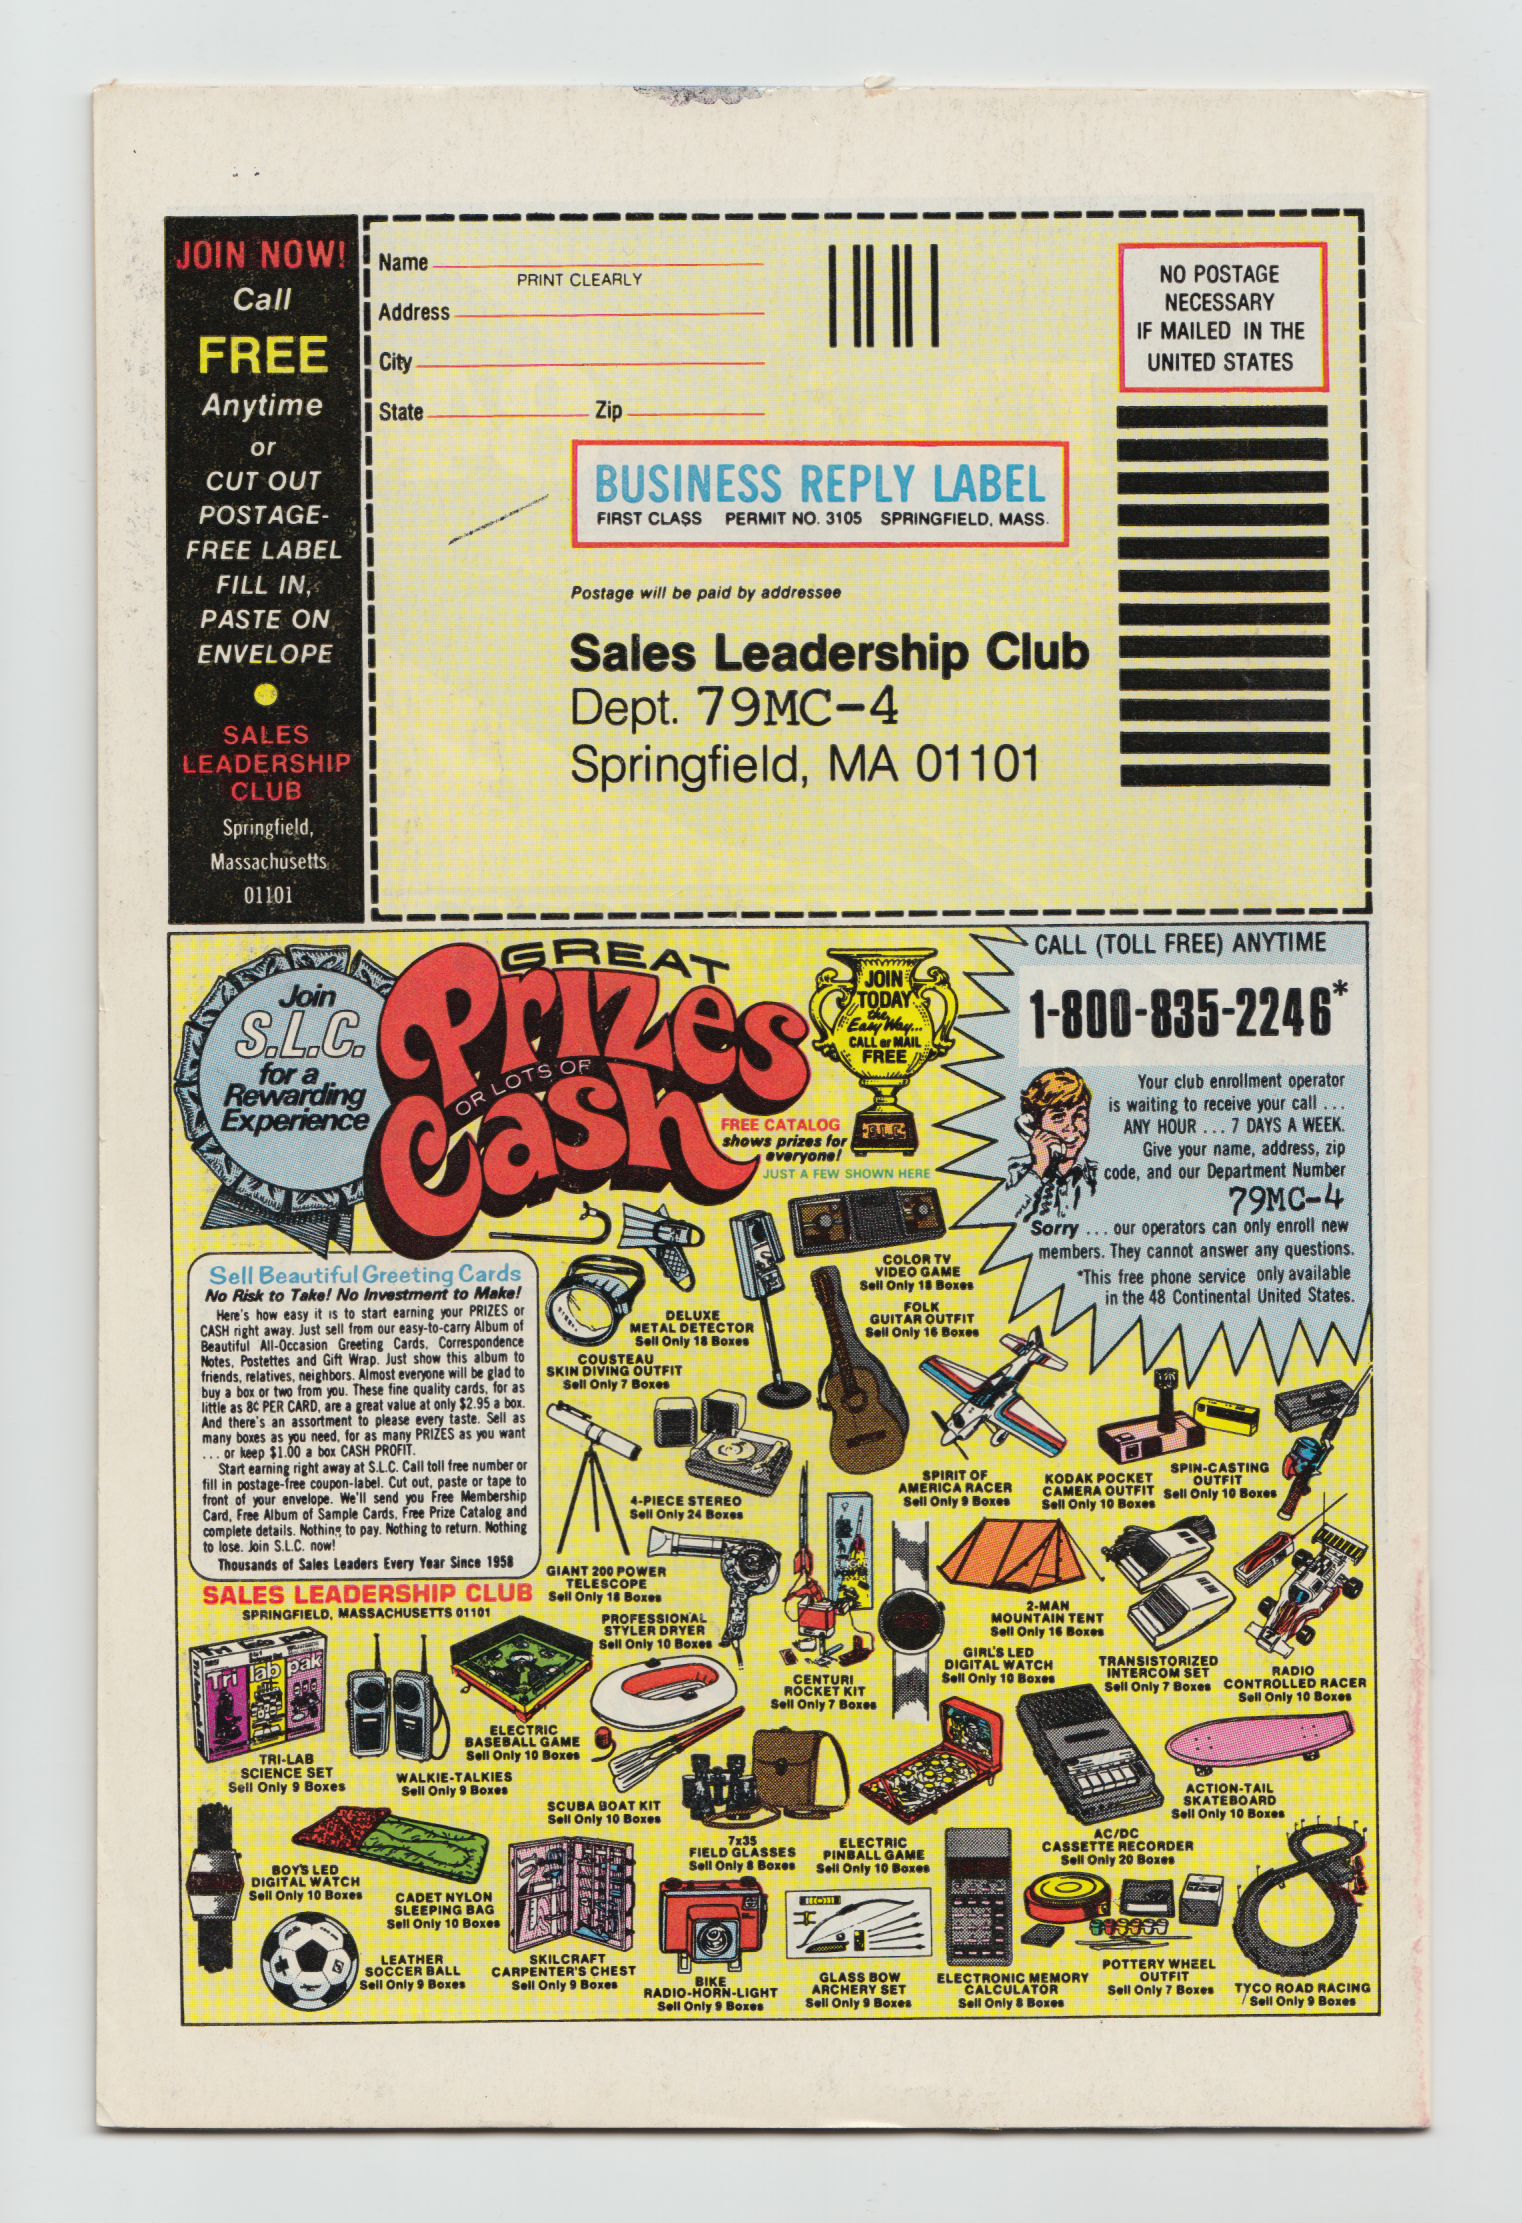 JOIN NOW!
Call
FREE
Anytime
or
CUT OUT
POSTAGE-
FREE LABEL
FILL IN,
PASTE ON
ENVELOPE
SALES
LEADERSHIP
CLUB
Springfield,
Massachusetts
01101
Name
PRINT CLEARLY
Address
City
State Zip
NO POSTAGE
NECESSARY
IF MAILED IN THE
UNITED STATES
BUSINESS REPLY LABEL
FIRST CLASS PERMIT NO. 3105 SPRINGFIELD, MASS.
Postage will be paid by addressee
Sales Leadership Club
Dept. 79MC-4
Springfield, MA 01101
Join
S.L.C.
for a
Rewarding
Experience
GREAT
Prizes
OR LOTS OF
Cash
FREE CATALOG
shows prizes for
everyone!
JUST A FEW SHOWN HERE
JOIN
TODAY
the
Easy Way...
CALL or MAIL
FREE
S.L.C.
CALL (TOLL FREE) ANYTIME
1-800-835-2246*
Your club enrollment operator
is waiting to receive your call ...
ANY HOUR ... 7 DAYS A WEEK.
Give your name, address, zip
code, and our Department Number
79MC-4
Sorry ... our operators can only enroll new
members. They cannot answer any questions.
*This free phone service only available
in the 48 Continental United States.
Sell Beautiful Greeting Cards
No Risk to Take! No Investment to Make!
Here's how easy it is to start earning your PRIZES or
CASH right away. Just sell from our easy-to-carry Album of
Beautiful All-Occasion Greeting Cards, Correspondence
Notes, Postettes and Gift Wrap. Just show this album to
friends, relatives, neighbors. Almost everyone will be glad to
buy a box or two from you. These fine quality cards, for as
little as 8¢ PER CARD, are a great value at only $2.95 a box.
And there's an assortment to please every taste. Sell as
many boxes as you need, for as many PRIZES as you want
... or keep $1.00 a box CASH PROFIT.
Start earning right away at S.L.C. Call toll free number or
fill in postage-free coupon-label. Cut out, paste or tape to
front of your envelope. We'll send you Free Membership
Card, Free Album of Sample Cards, Free Prize Catalog and
complete details. Nothing to pay. Nothing to return. Nothing
to lose. Join S.L.C. now!
Thousands of Sales Leaders Every Year Since 1958
SALES LEADERSHIP CLUB
SPRINGFIELD, MASSACHUSETTS 01101
COLOR TV
VIDEO GAME
Sell Only 18 Boxes
DELUXE
METAL DETECTOR
Sell Only 18 Boxes
FOLK
GUITAR OUTFIT
Sell Only 16 Boxes
COUSTEAU
SKIN DIVING OUTFIT
Sell Only 7 Boxes
4-PIECE STEREO
Sell Only 24 Boxes
SPIRIT OF
AMERICA RACER
Sell Only 9 Boxes
KODAK POCKET
CAMERA OUTFIT
Sell Only 10 Boxes
SPIN-CASTING
OUTFIT
Sell Only 10 Boxes
GIANT 200 POWER
TELESCOPE
Sell Only 18 Boxes
PROFESSIONAL
STYLER DRYER
Sell Only 10 Boxes
CENTURI
ROCKET KIT
Sell Only 7 Boxes
2-MAN
MOUNTAIN TENT
Sell Only 16 Boxes
GIRL'S LED
DIGITAL WATCH
Sell Only 10 Boxes
TRANSISTORIZED
INTERCOM SET
Sell Only 7 Boxes
RADIO
CONTROLLED RACER
Sell Only 10 Boxes
Tri lab pak
TRI-LAB
SCIENCE SET
Sell Only 9 Boxes
WALKIE-TALKIES
Sell Only 9 Boxes
ELECTRIC
BASEBALL GAME
Sell Only 10 Boxes
SCUBA BOAT KIT
Sell Only 10 Boxes
7x35
FIELD GLASSES
Sell Only 8 Boxes
ELECTRIC
PINBALL GAME
Sell Only 10 Boxes
AC/DC
CASSETTE RECORDER
Sell Only 20 Boxes
ACTION-TAIL
SKATEBOARD
Sell Only 10 Boxes
BOY'S LED
DIGITAL WATCH
Sell Only 10 Boxes
CADET NYLON
SLEEPING BAG
Sell Only 10 Boxes
LEATHER
SOCCER BALL
Sell Only 9 Boxes
SKILCRAFT
CARPENTER'S CHEST
Sell Only 9 Boxes
BIKE
RADIO-HORN-LIGHT
Sell Only 9 Boxes
GLASS BOW
ARCHERY SET
Sell Only 9 Boxes
ELECTRONIC MEMORY
CALCULATOR
Sell Only 8 Boxes
POTTERY WHEEL
OUTFIT
Sell Only 7 Boxes
TYCO ROAD RACING
Sell Only 9 Boxes